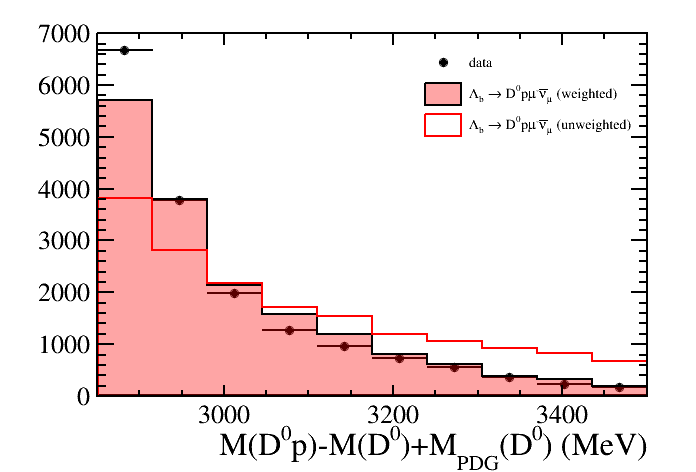 7000
6000
5000
4000
3000
2000
1000
0
data
Λb → D⁰pμ ν̅μ (weighted)
Λb → D⁰pμ ν̅μ (unweighted)
3000 3200 3400
M(D⁰p)-M(D⁰)+M_PDG(D⁰) (MeV)